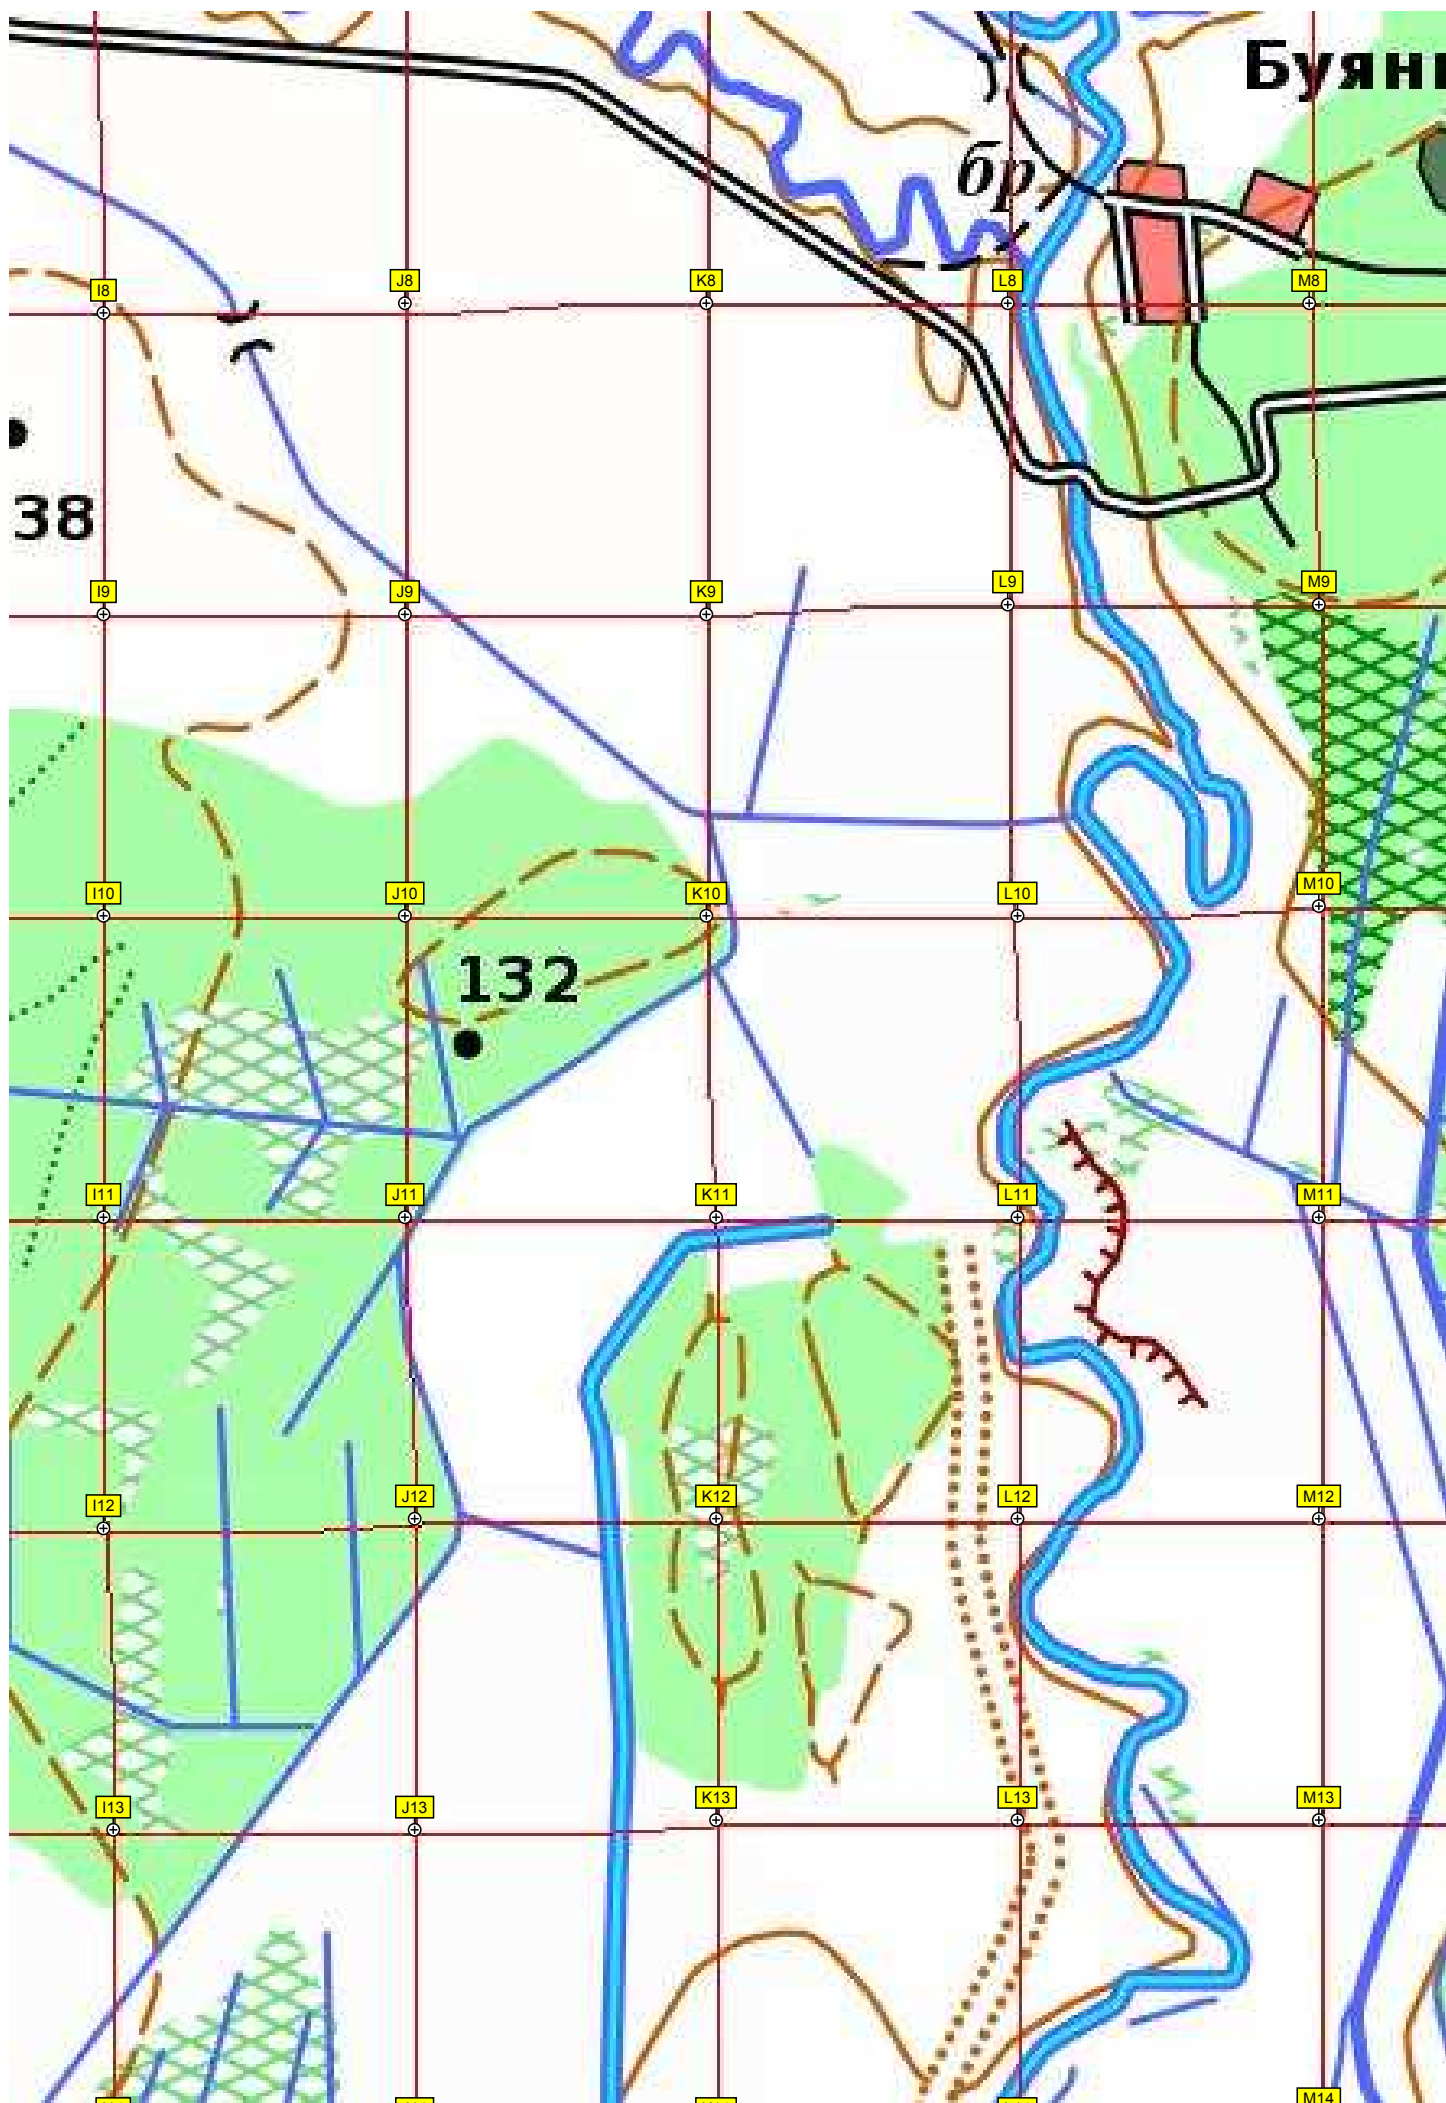 Буян
бр
I8 J8 K8 L8 M8
38
I9 J9 K9 L9 M9
I10 J10 K10 L10 M10
132
I11 J11 K11 L11 M11
I12 J12 K12 L12 M12
I13 J13 K13 L13 M13
M14